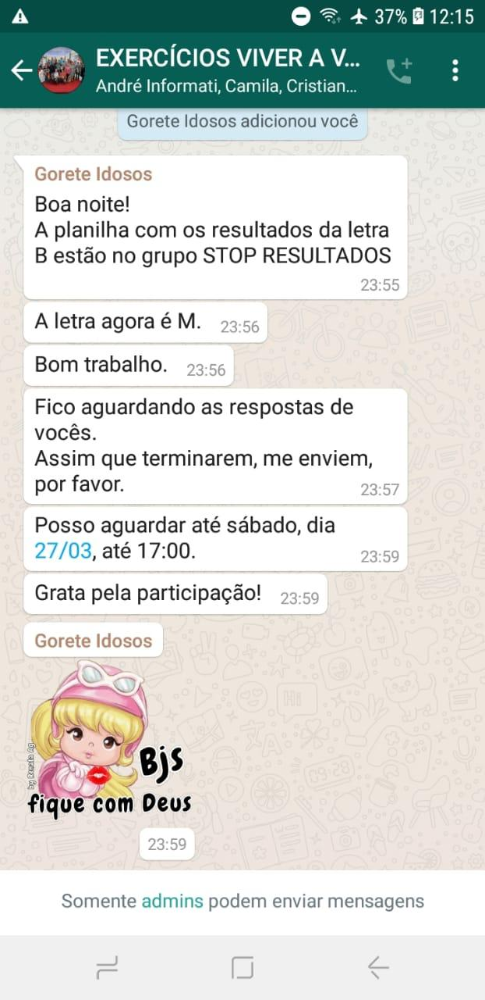 37% 12:15
EXERCÍCIOS VIVER A V...
André Informati, Camila, Cristian...
Gorete Idosos adicionou você
Gorete Idosos
Boa noite!
A planilha com os resultados da letra
B estão no grupo STOP RESULTADOS
23:55
A letra agora é M. 23:56
Bom trabalho. 23:56
Fico aguardando as respostas de
vocês.
Assim que terminarem, me enviem,
por favor. 23:57
Posso aguardar até sábado, dia
27/03, até 17:00. 23:59
Grata pela participação! 23:59
Gorete Idosos
by Renata Ag
Bjs
fique com Deus
23:59
Somente admins podem enviar mensagens